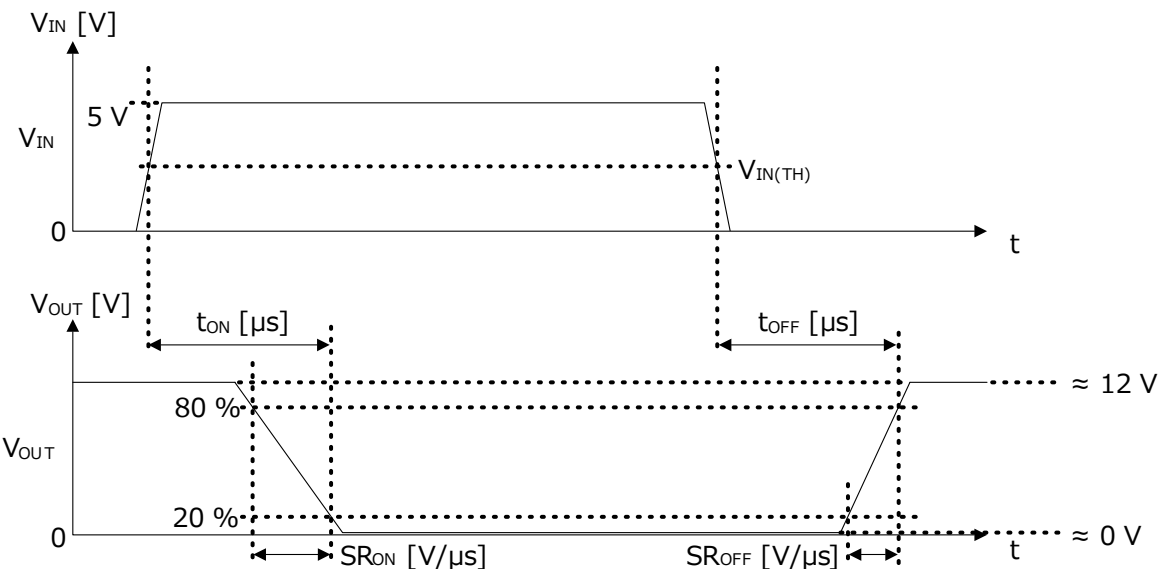 VIN [V]
5 V
VIN
VIN(TH)
0
t
VOUT [V]
tON [µs]
tOFF [µs]
≈ 12 V
80 %
VOUT
20 %
0
≈ 0 V
t
SRON [V/µs]
SROFF [V/µs]